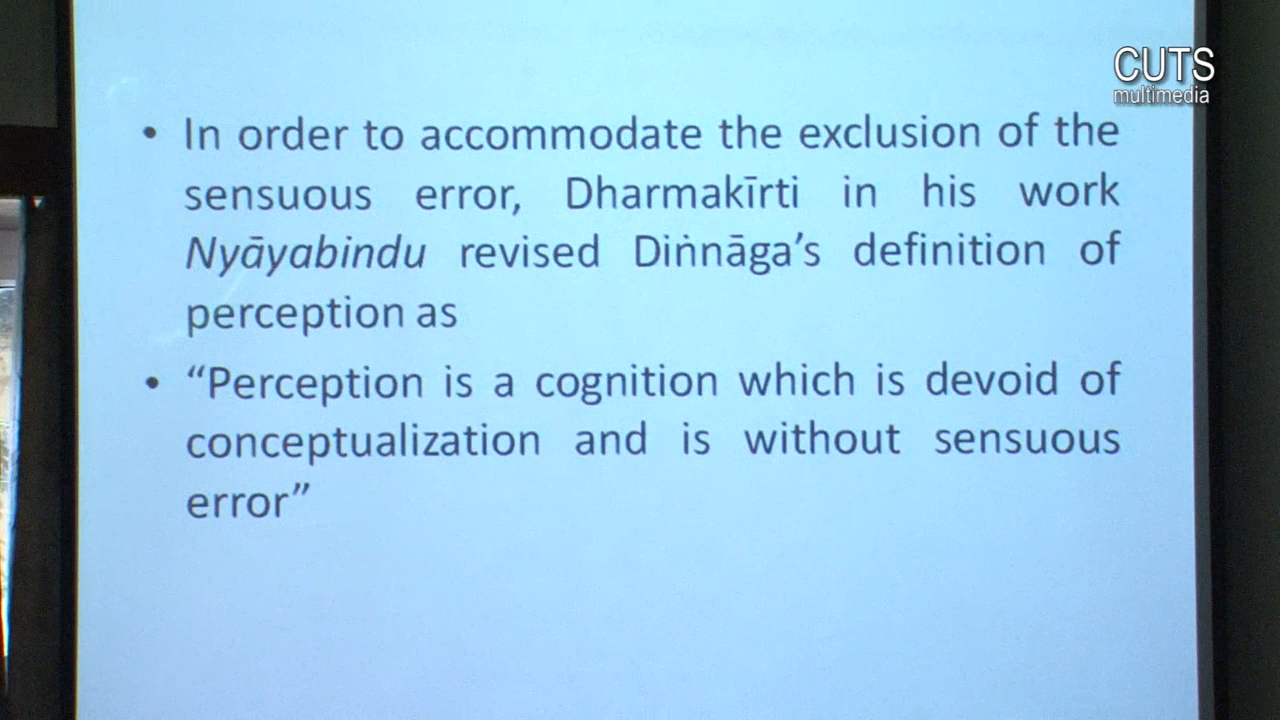 CUTS
multimedia
• In order to accommodate the exclusion of the
sensuous error, Dharmakīrti in his work
Nyāyabindu revised Diṅnāga’s definition of
perception as
• “Perception is a cognition which is devoid of
conceptualization and is without sensuous
error”